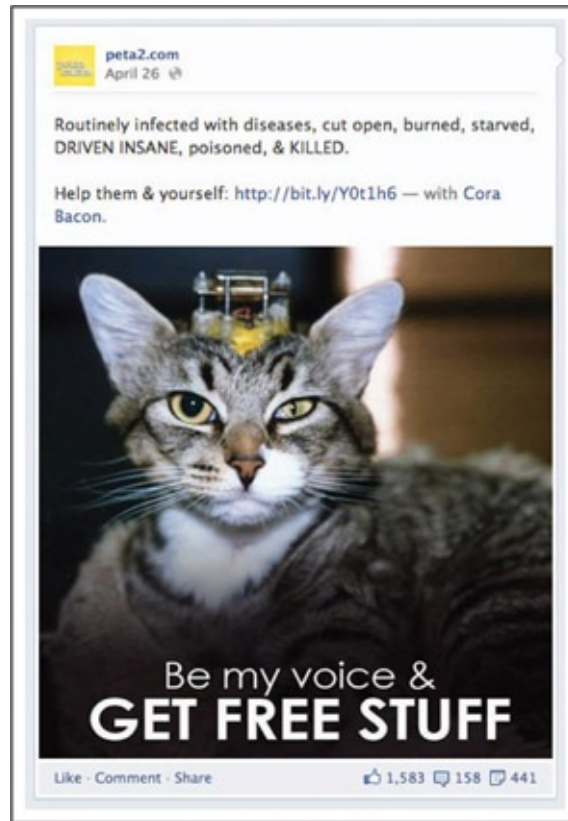 peta2.com
April 26
Routinely infected with diseases, cut open, burned, starved,
DRIVEN INSANE, poisoned, & KILLED.
Help them & yourself: http://bit.ly/Y0t1h6 — with Cora
Bacon.
Be my voice &
GET FREE STUFF
Like · Comment · Share 1,583 158 441